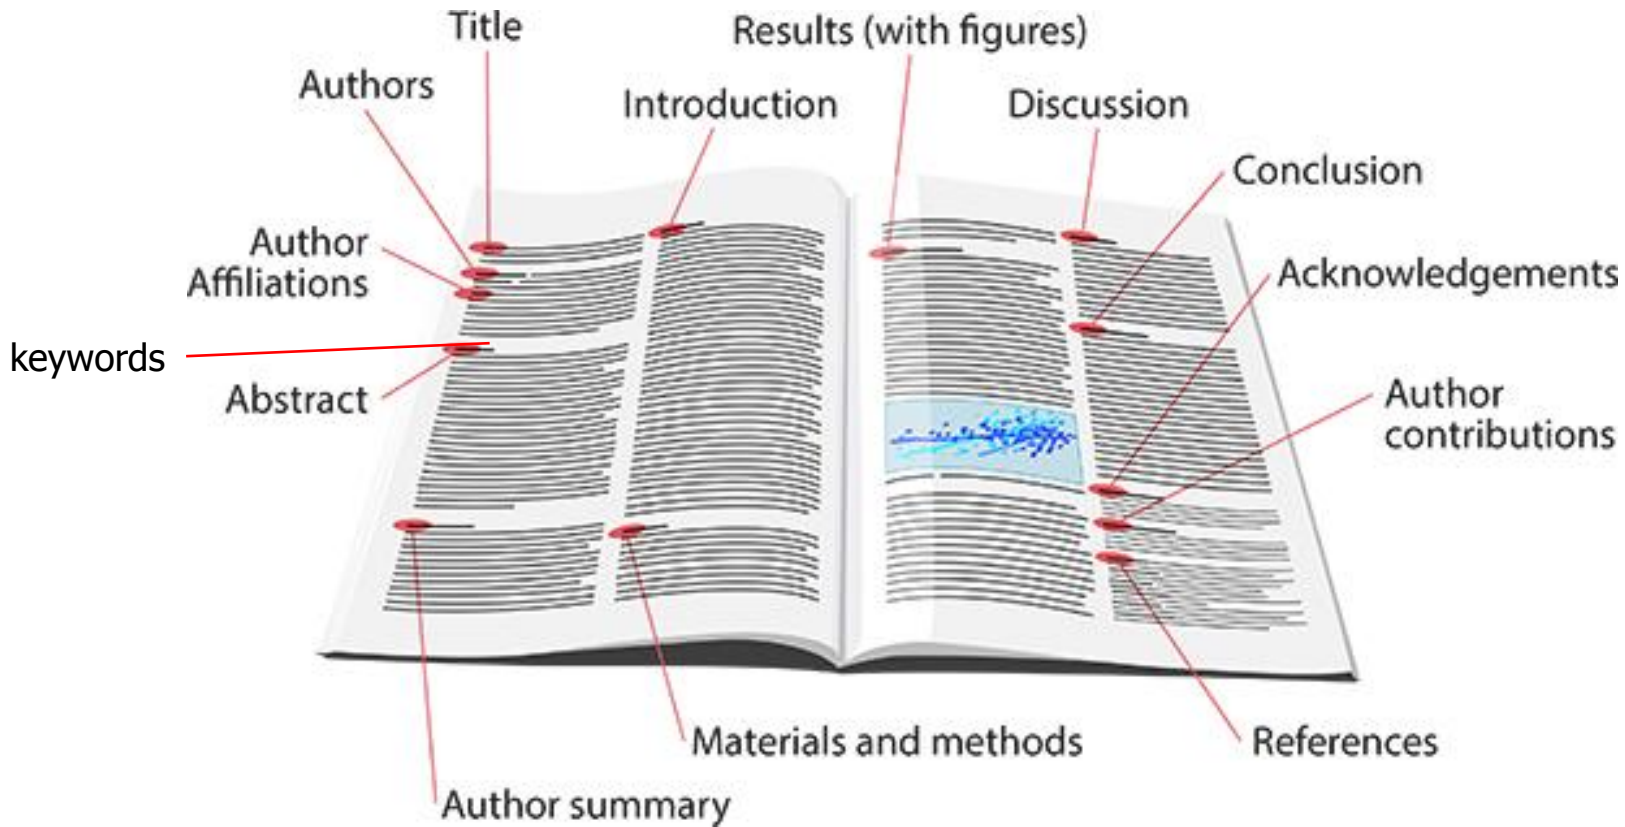 Title
Results (with figures)
Authors
Introduction
Discussion
Conclusion
Author
Affiliations
Acknowledgements
keywords
Abstract
Author
contributions
Materials and methods
References
Author summary